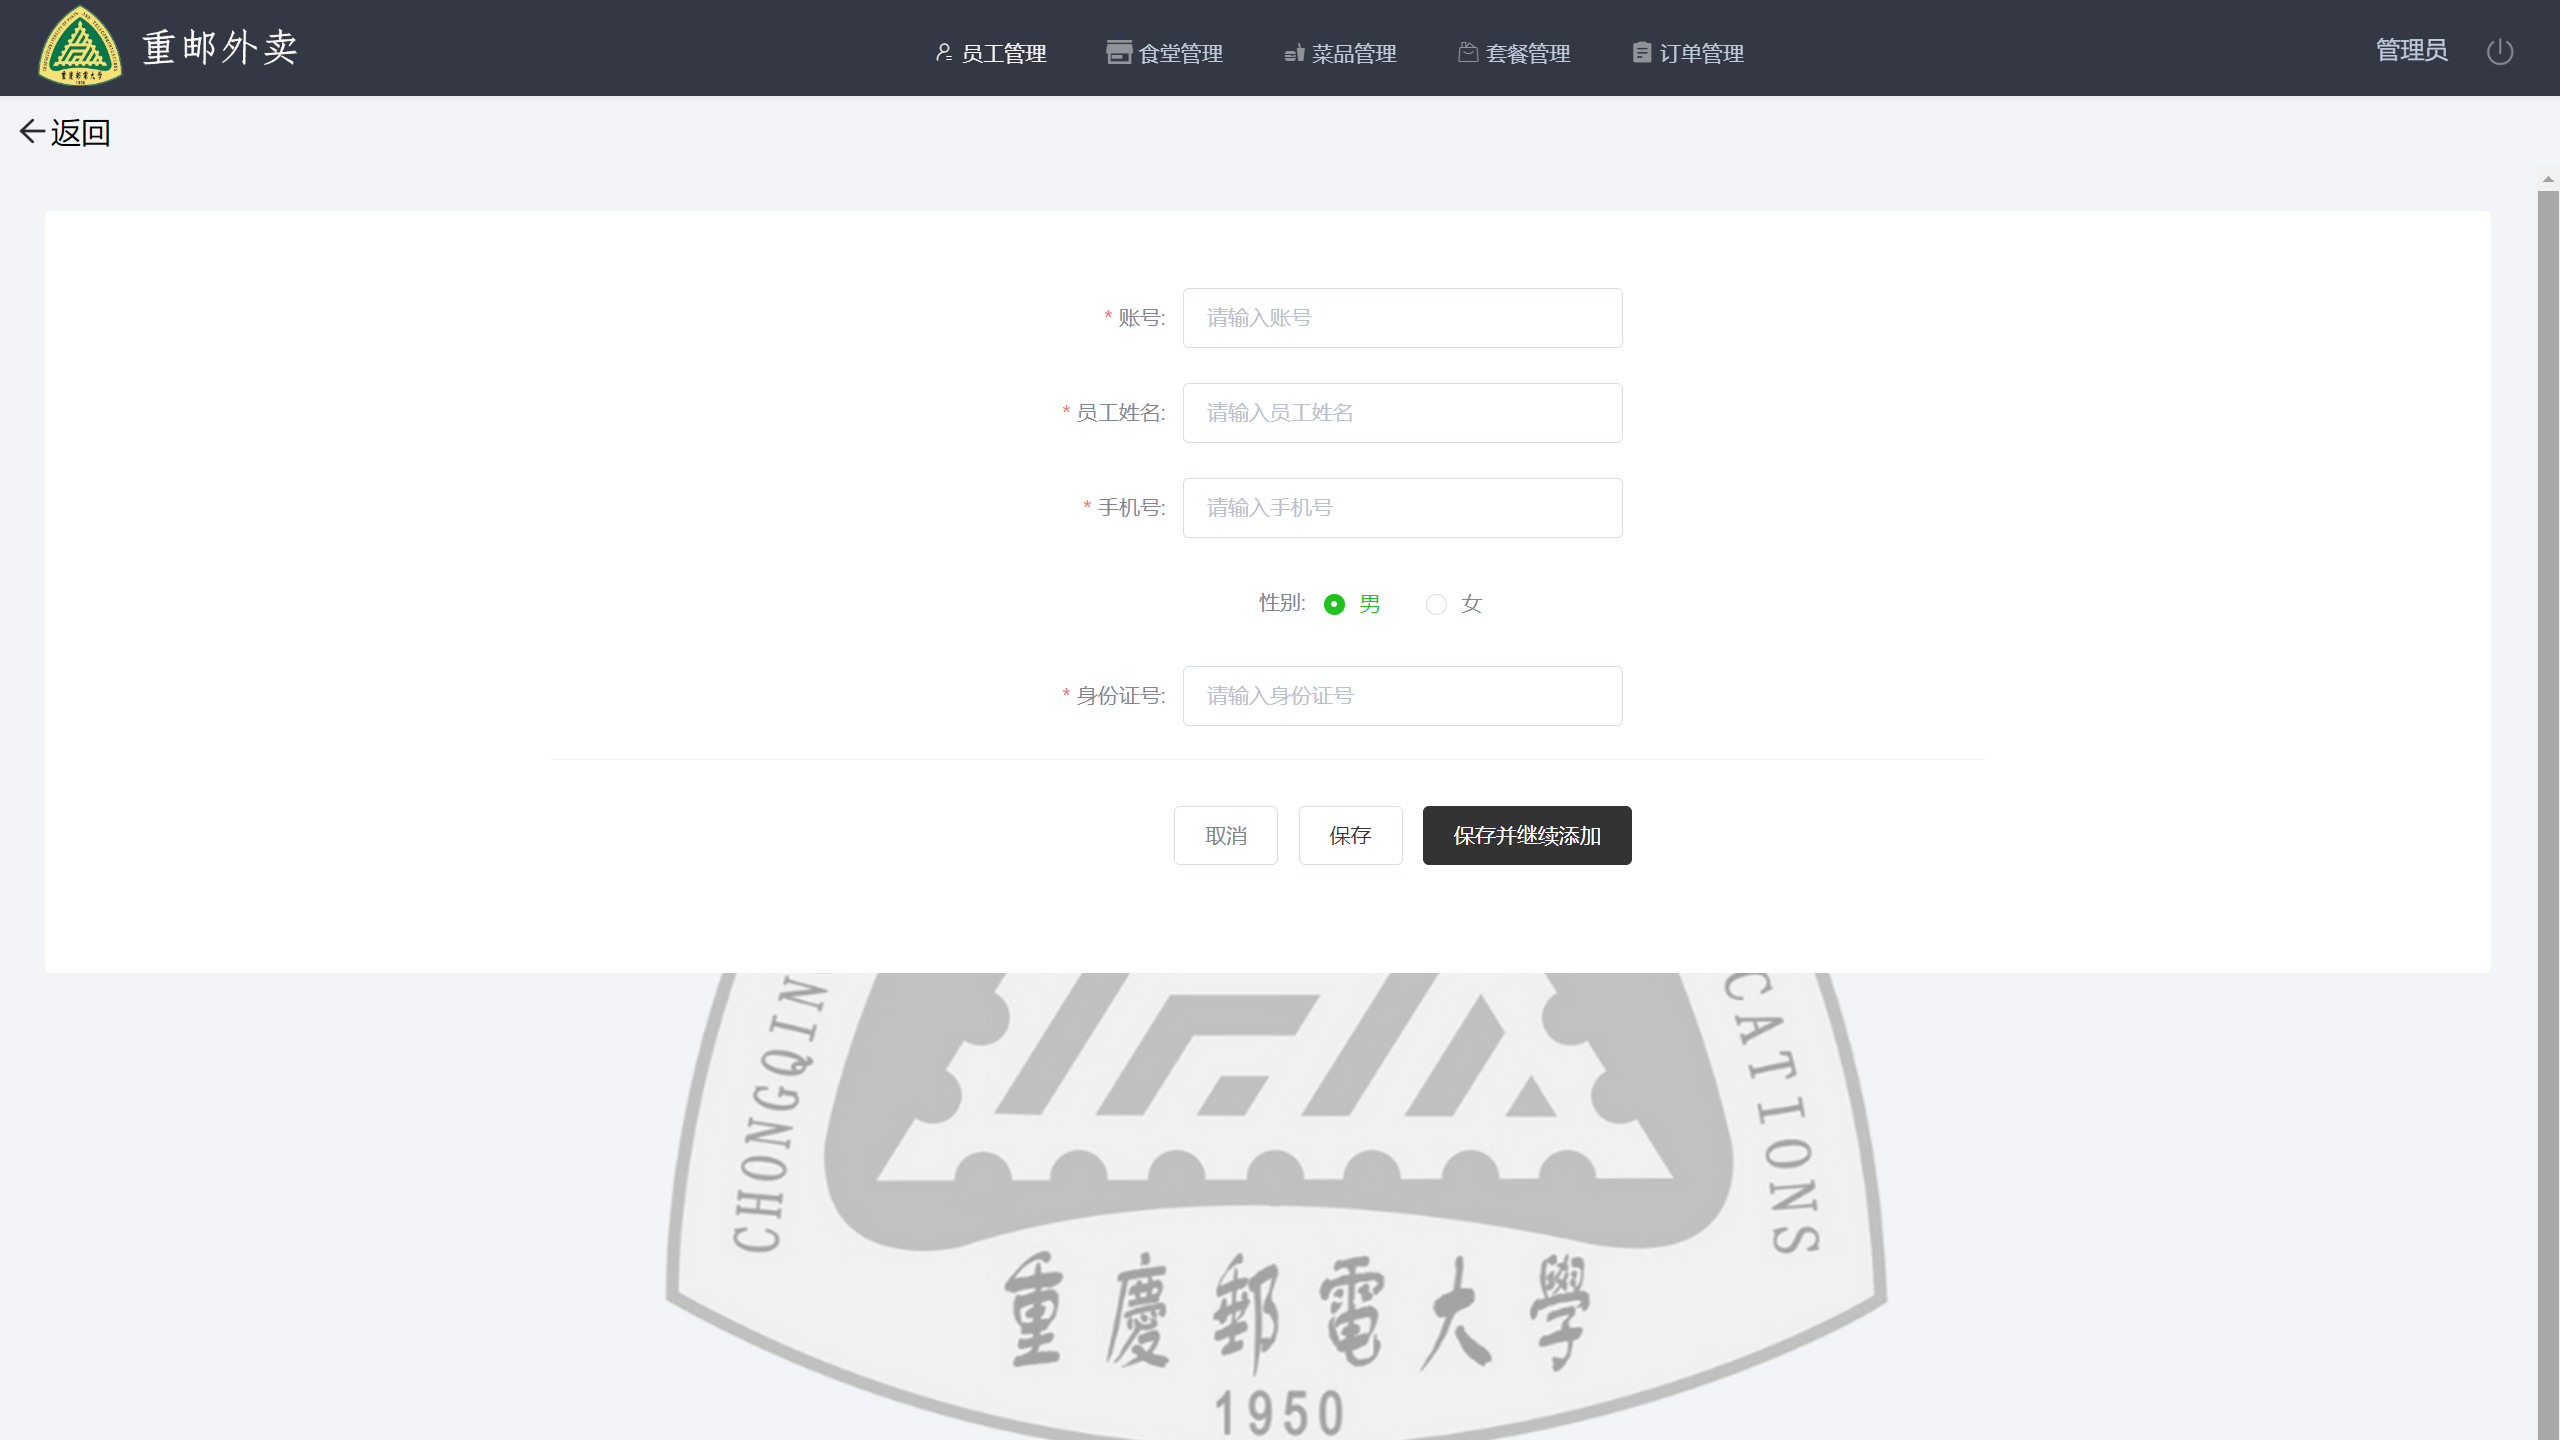 重邮外卖
员工管理 食堂管理 菜品管理 套餐管理 订单管理
管理员
返回
* 账号: 请输入账号
* 员工姓名: 请输入员工姓名
* 手机号: 请输入手机号
性别: 男 女
* 身份证号: 请输入身份证号
取消 保存 保存并继续添加
CHONGQIN
CATIONS
重慶郵電大學
1950